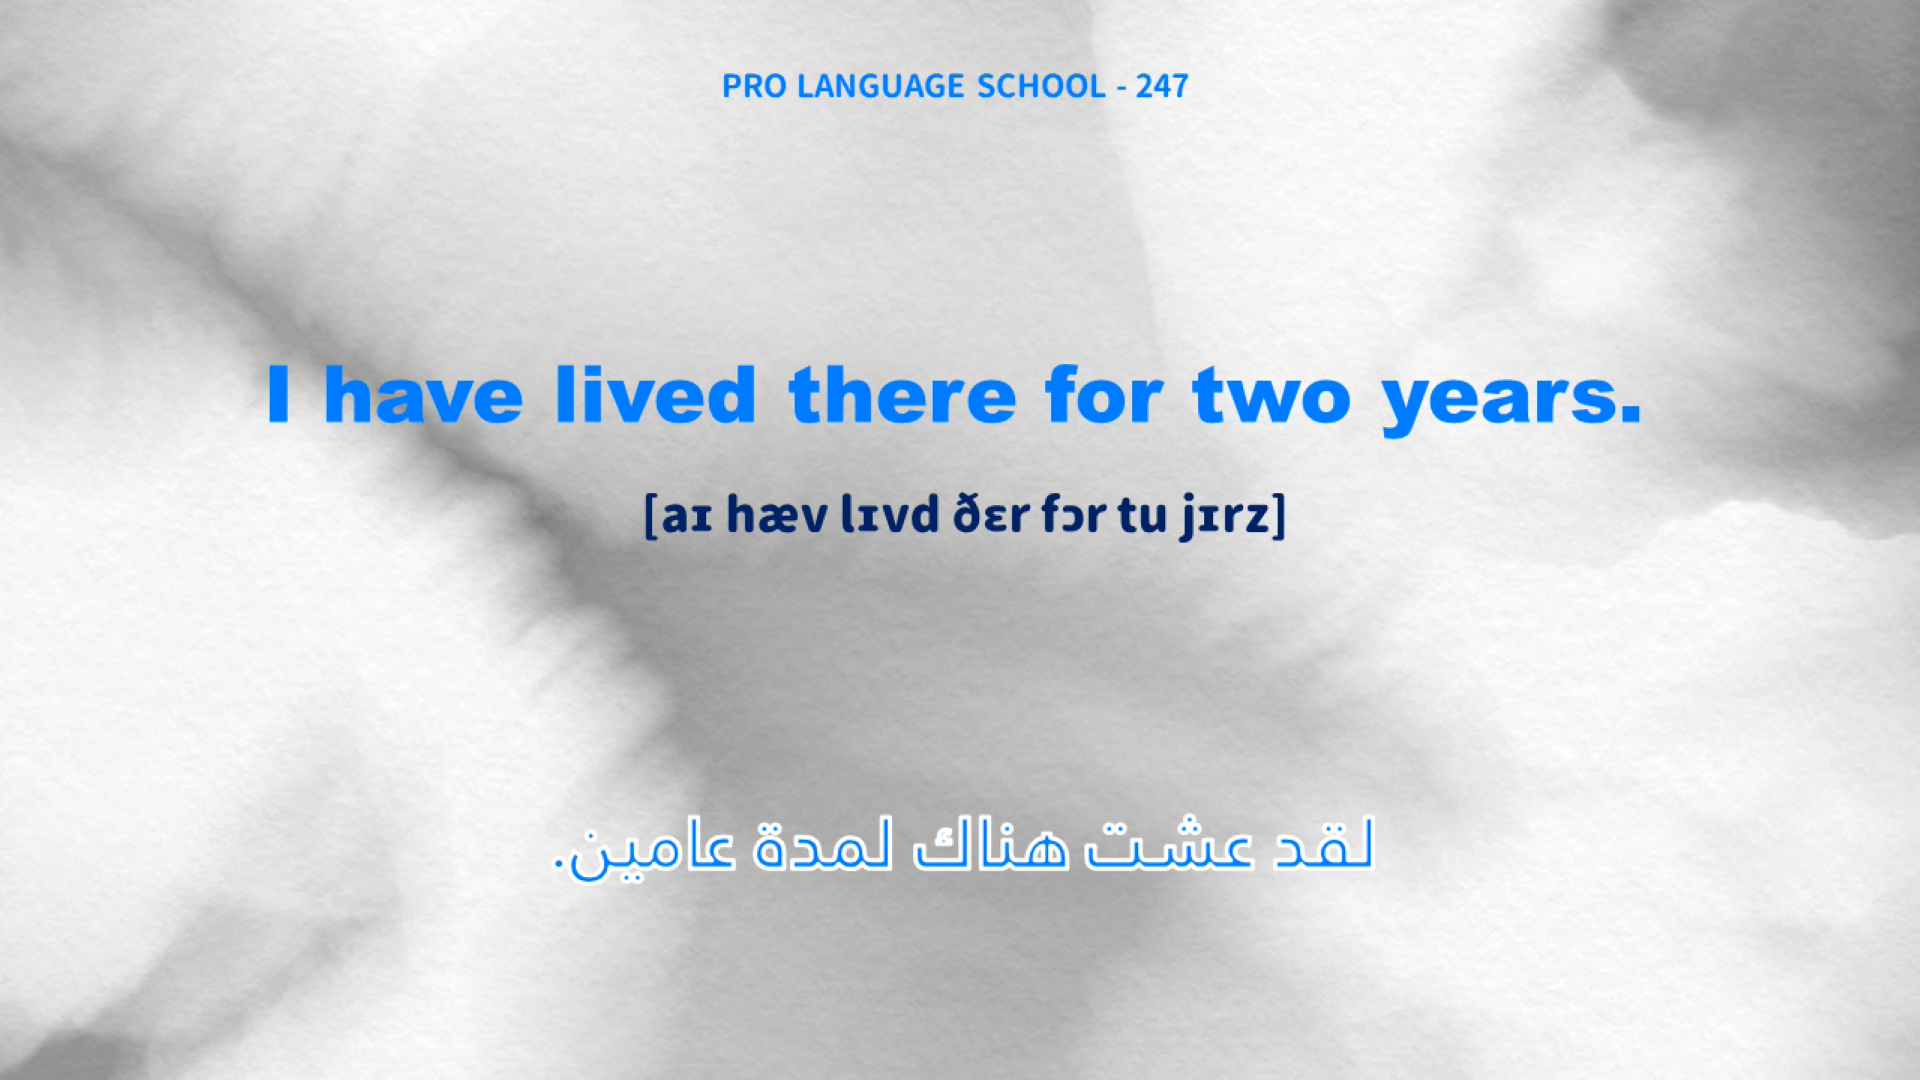 PRO LANGUAGE SCHOOL - 247
I have lived there for two years.
[aɪ hæv lɪvd ðɛr fɔr tu jɪrz]
لقد عشت هناك لمدة عامين.